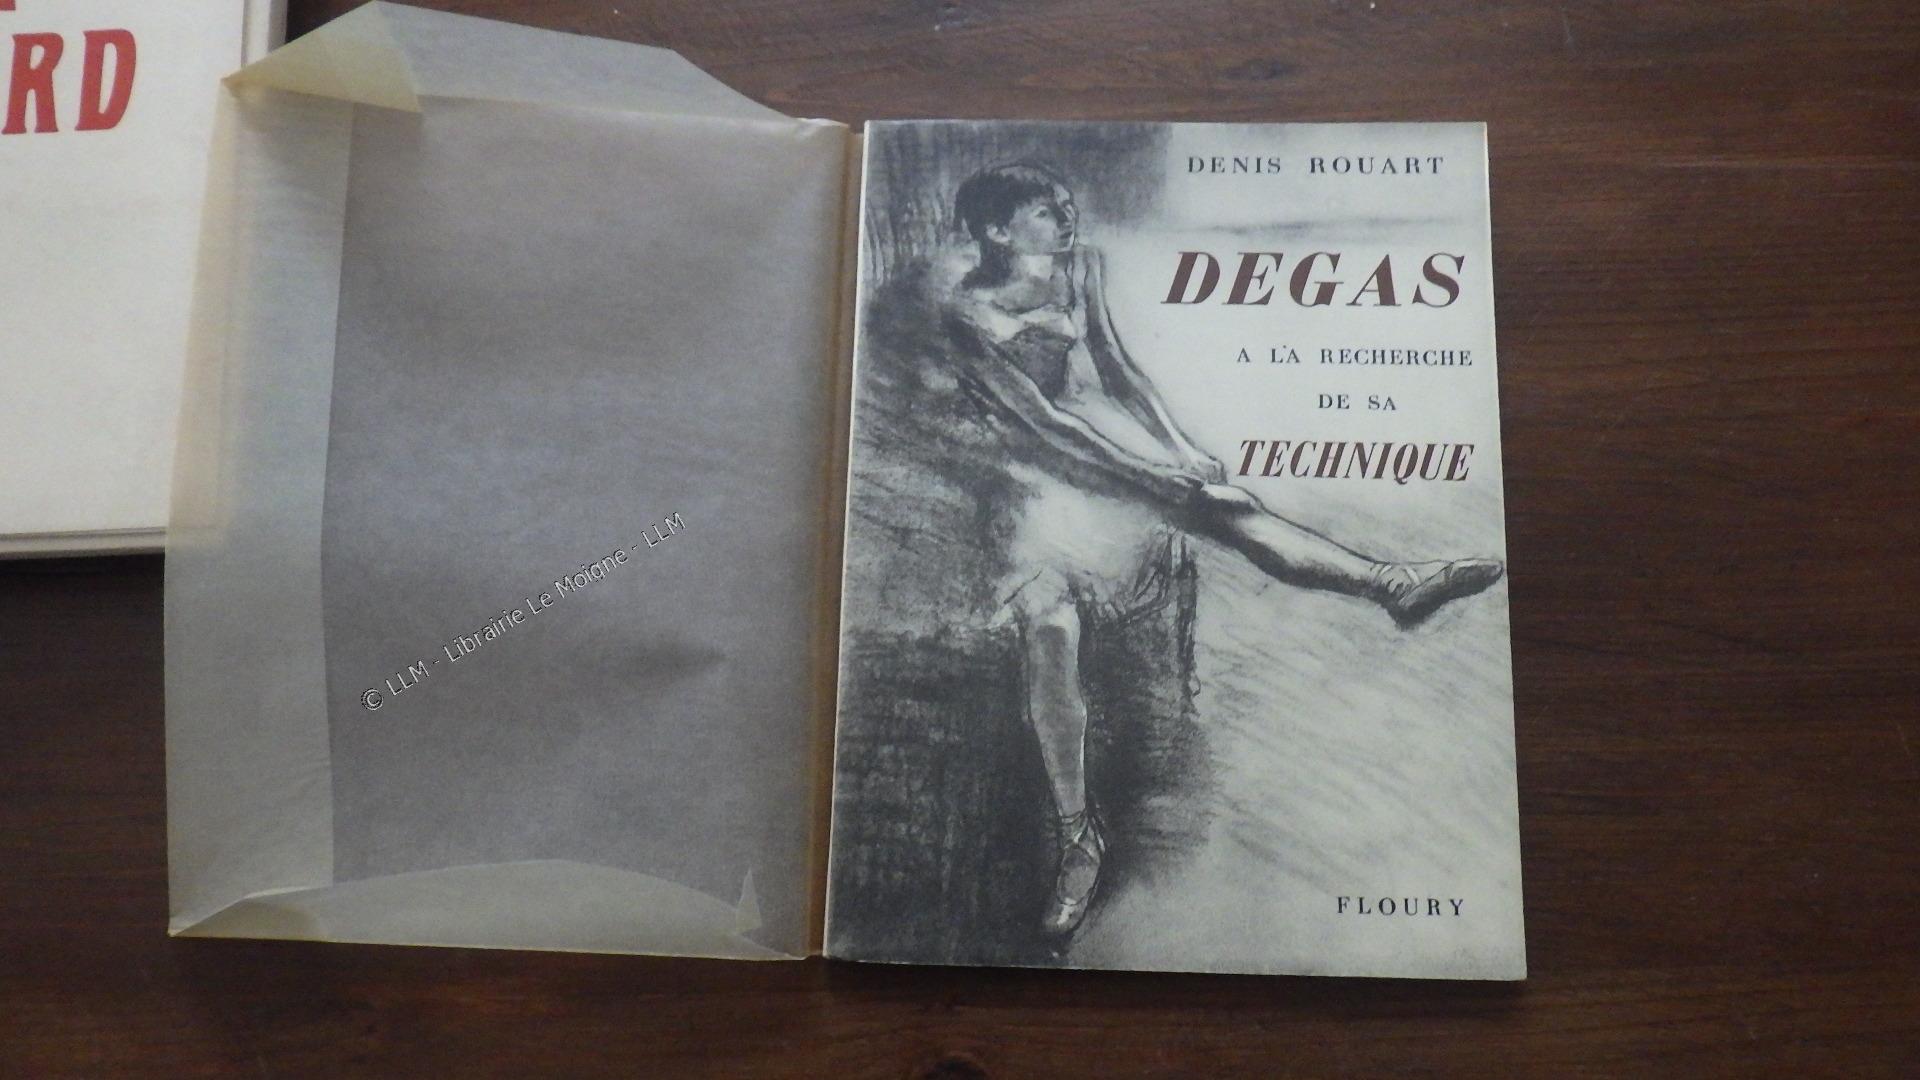 RD
DENIS ROUART
DEGAS
A LA RECHERCHE
DE SA
TECHNIQUE
FLOURY
© LLM - Librairie Le Moigne - LLM